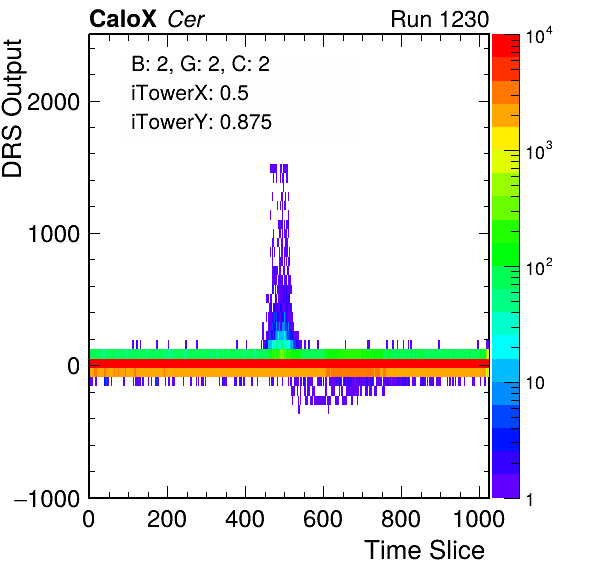 CaloX Cer Run 1230
B: 2, G: 2, C: 2
iTowerX: 0.5
iTowerY: 0.875
DRS Output
2000
1000
0
−1000
0 200 400 600 800 1000
Time Slice
10⁴
10³
10²
10
1